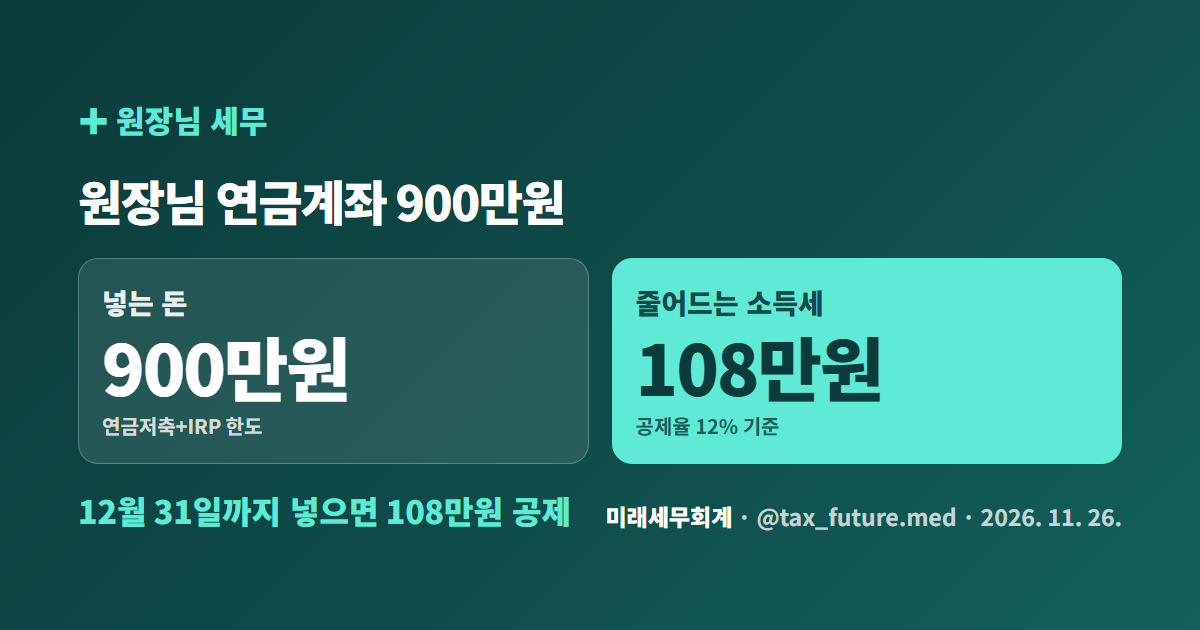 ✚ 원장님 세무
원장님 연금계좌 900만원
넣는 돈
900만원
연금저축+IRP 한도
줄어드는 소득세
108만원
공제율 12% 기준
12월 31일까지 넣으면 108만원 공제
미래세무회계 · @tax_future.med · 2026. 11. 26.